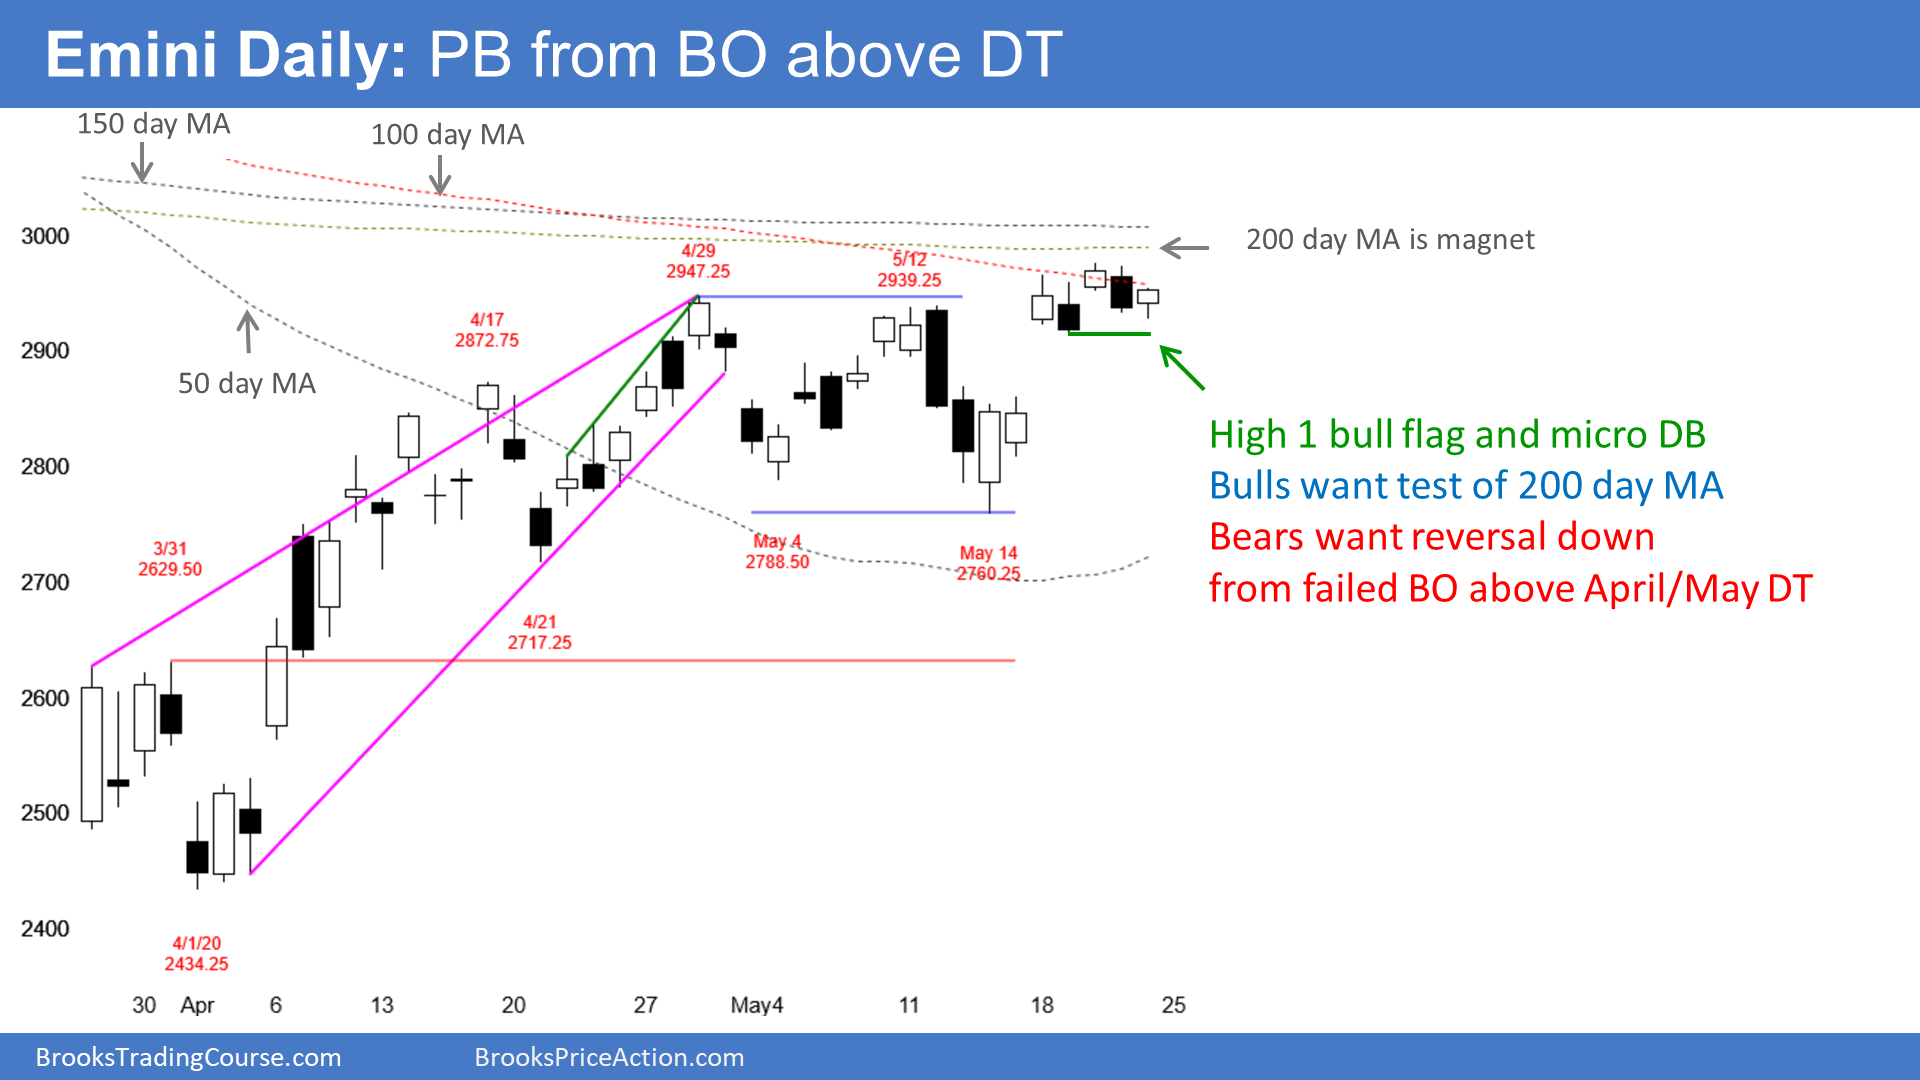 Emini Daily: PB from BO above DT
150 day MA
100 day MA
3000
2900
2800
2700
2600
2500
2400
200 day MA is magnet
4/29
2947.25
5/12
2939.25
4/17
2872.75
50 day MA
High 1 bull flag and micro DB
Bulls want test of 200 day MA
Bears want reversal down
from failed BO above April/May DT
3/31
2629.50
May 4
2788.50
May 14
2760.25
4/21
2717.25
4/1/20
2434.25
30 Apr 6 13 20 27 May4 11 18 25
BrooksTradingCourse.com
BrooksPriceAction.com